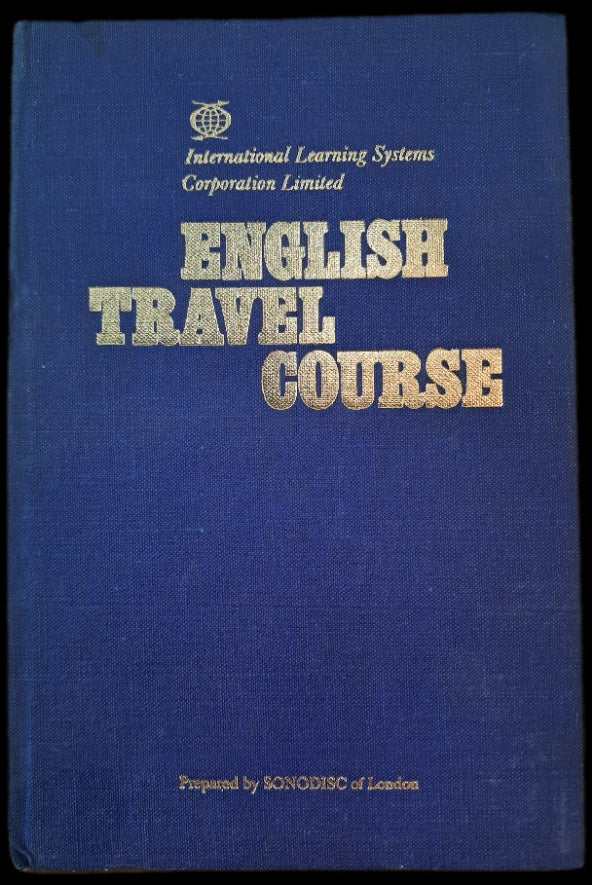 International Learning Systems
Corporation Limited
ENGLISH
TRAVEL
COURSE
Prepared by SONODISC of London